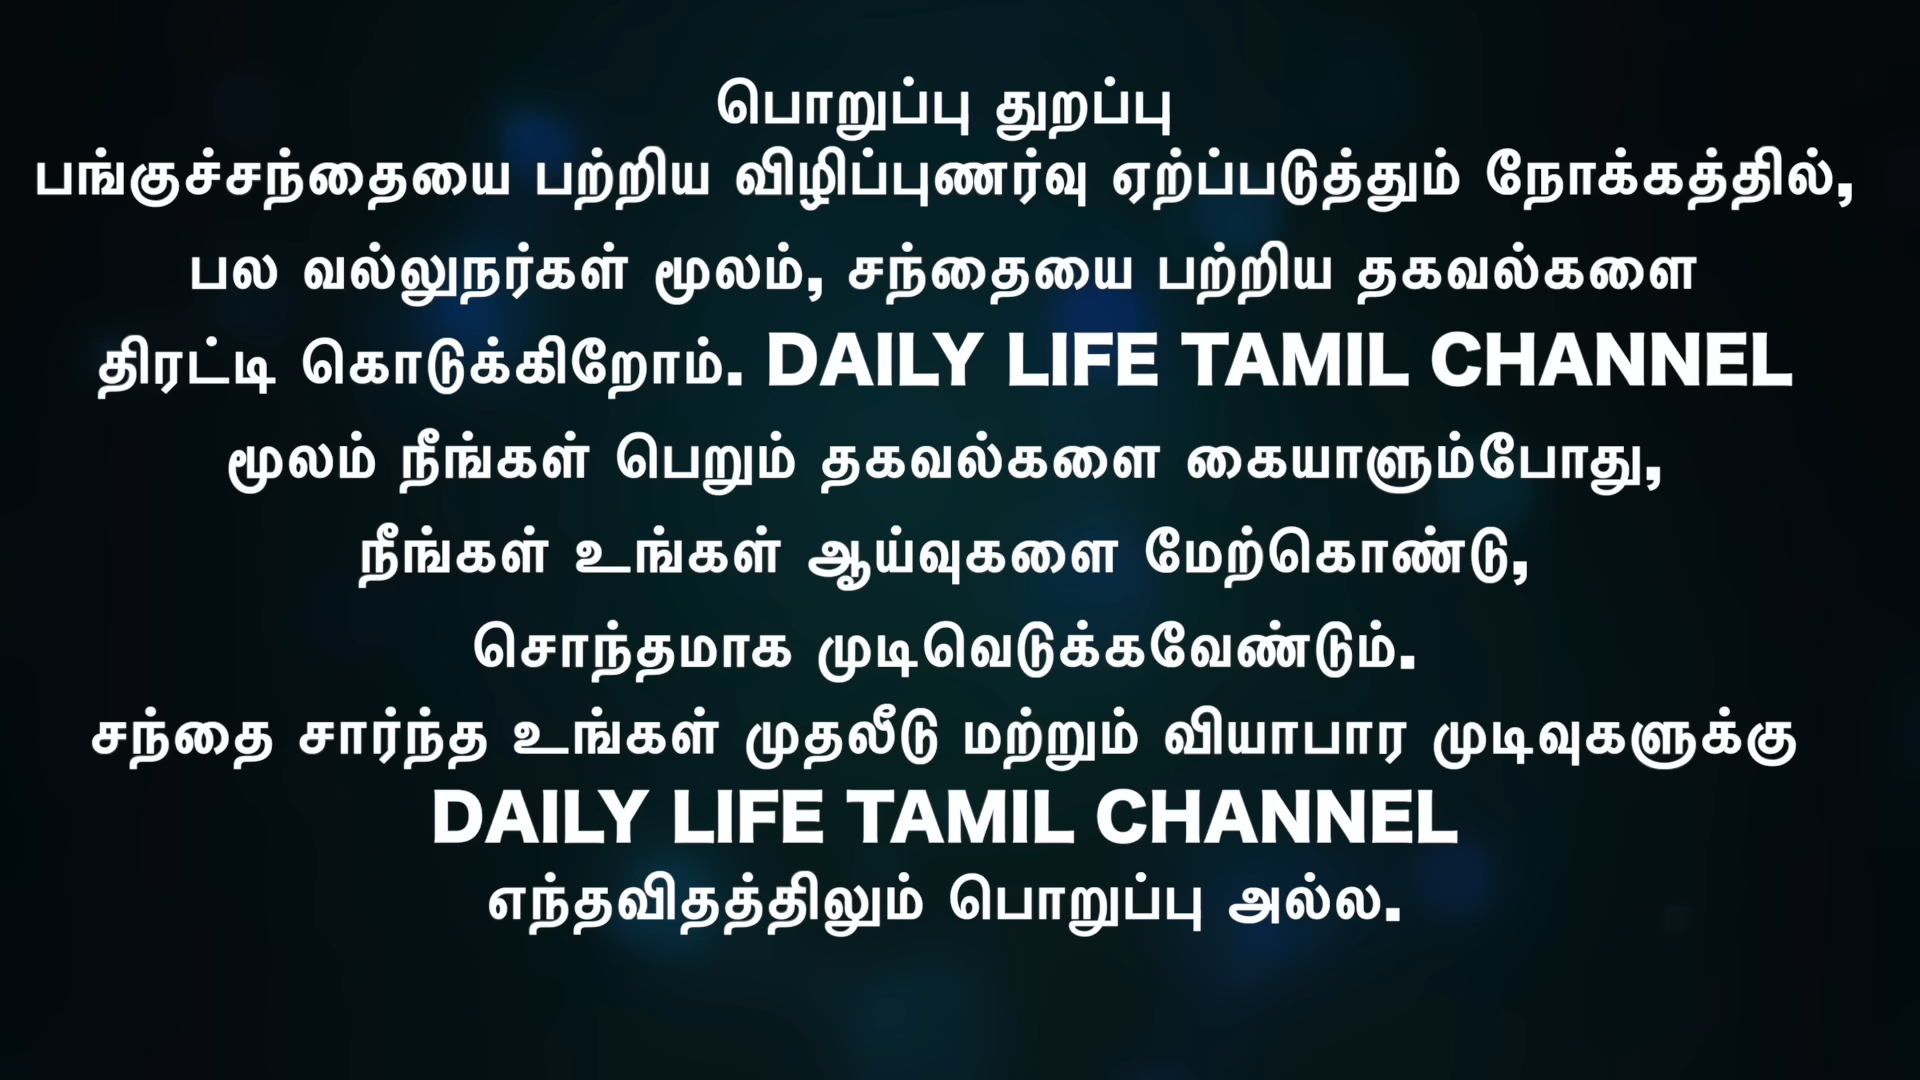 பொறுப்பு துறப்பு
பங்குச்சந்தையை பற்றிய விழிப்புணர்வு ஏற்ப்படுத்தும் நோக்கத்தில்,
பல வல்லுநர்கள் மூலம், சந்தையை பற்றிய தகவல்களை
திரட்டி கொடுக்கிறோம். DAILY LIFE TAMIL CHANNEL
மூலம் நீங்கள் பெறும் தகவல்களை கையாளும்போது,
நீங்கள் உங்கள் ஆய்வுகளை மேற்கொண்டு,
சொந்தமாக முடிவெடுக்கவேண்டும்.
சந்தை சார்ந்த உங்கள் முதலீடு மற்றும் வியாபார முடிவுகளுக்கு
DAILY LIFE TAMIL CHANNEL
எந்தவிதத்திலும் பொறுப்பு அல்ல.